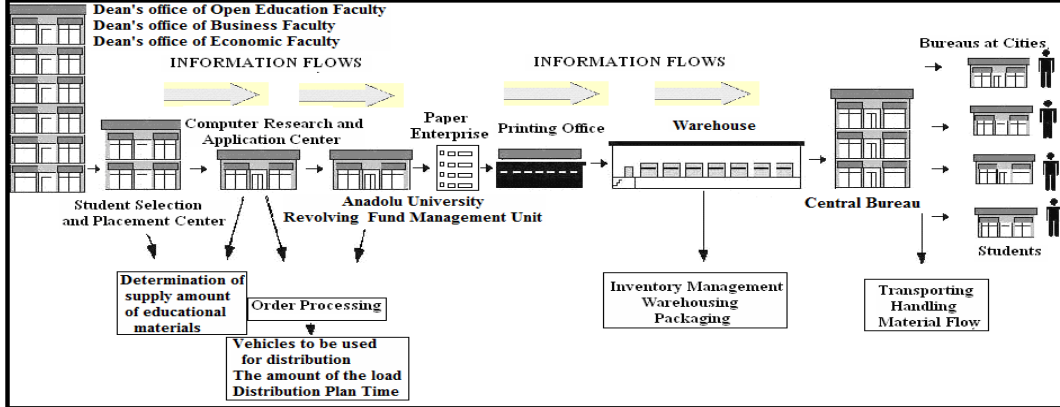 Dean's office of Open Education Faculty
Dean's office of Business Faculty
Dean's office of Economic Faculty
INFORMATION FLOWS
INFORMATION FLOWS
Bureaus at Cities
Computer Research and
Application Center
Paper
Enterprise
Printing Office
Warehouse
Student Selection
and Placement Center
Anadolu University
Revolving Fund Management Unit
Central Bureau
Students
Determination of
supply amount
of educational
materials
Order Processing
Vehicles to be used
for distribution
The amount of the load
Distribution Plan Time
Inventory Management
Warehousing
Packaging
Transporting
Handling
Material Flow